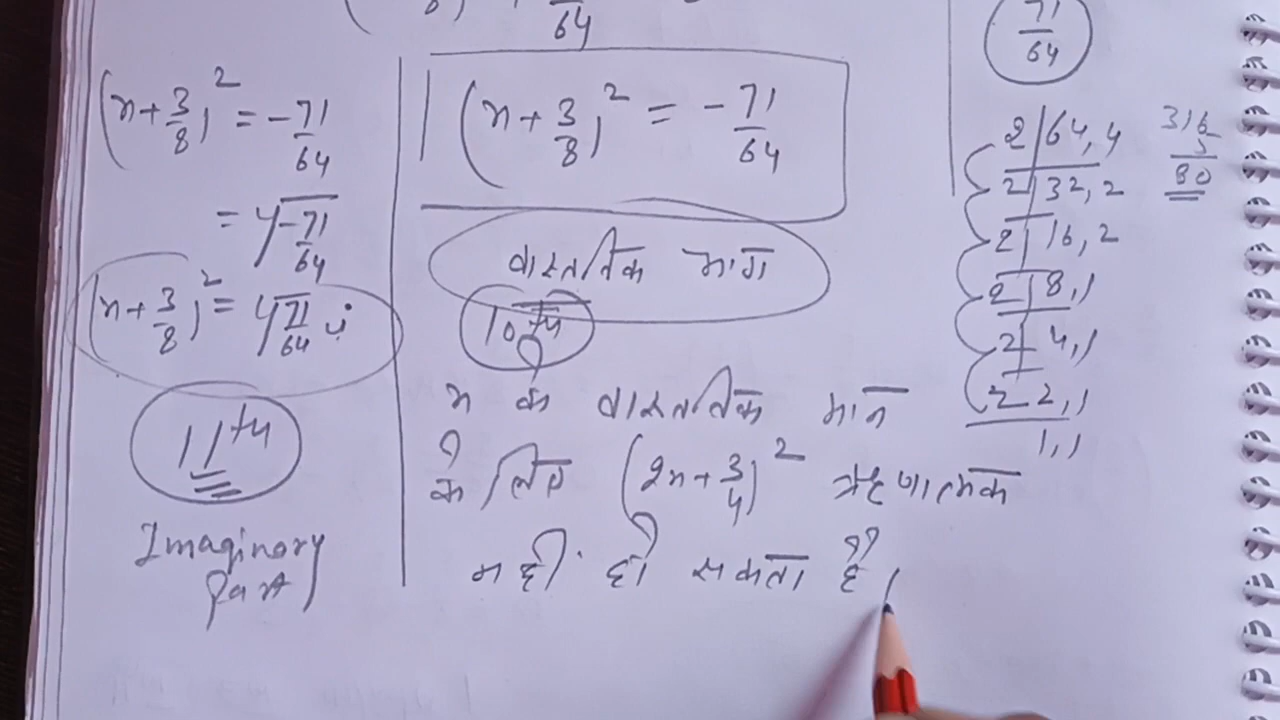 64
(x+3/8)² = -71/64
= √-71/64
(x+3/8)² = √71/64 i
11th
Imaginary
Part
(x+3/8)² = -71/64
वास्तविक भाग
10th
x के वास्तविक मान
के लिए (2x+3/4)² ऋणात्मक
नहीं हो सकता है,
71/64
2|64,4
2|32,2
2|16,2
2|8,1
2|4,1
2 2,1
1,1
316
5
80